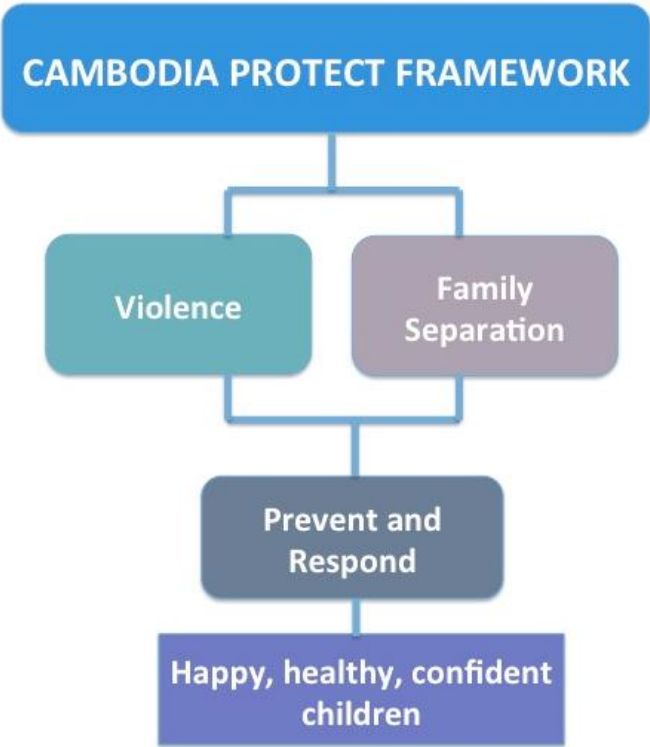 CAMBODIA PROTECT FRAMEWORK
Violence
Family
Separation
Prevent and
Respond
Happy, healthy, confident
children